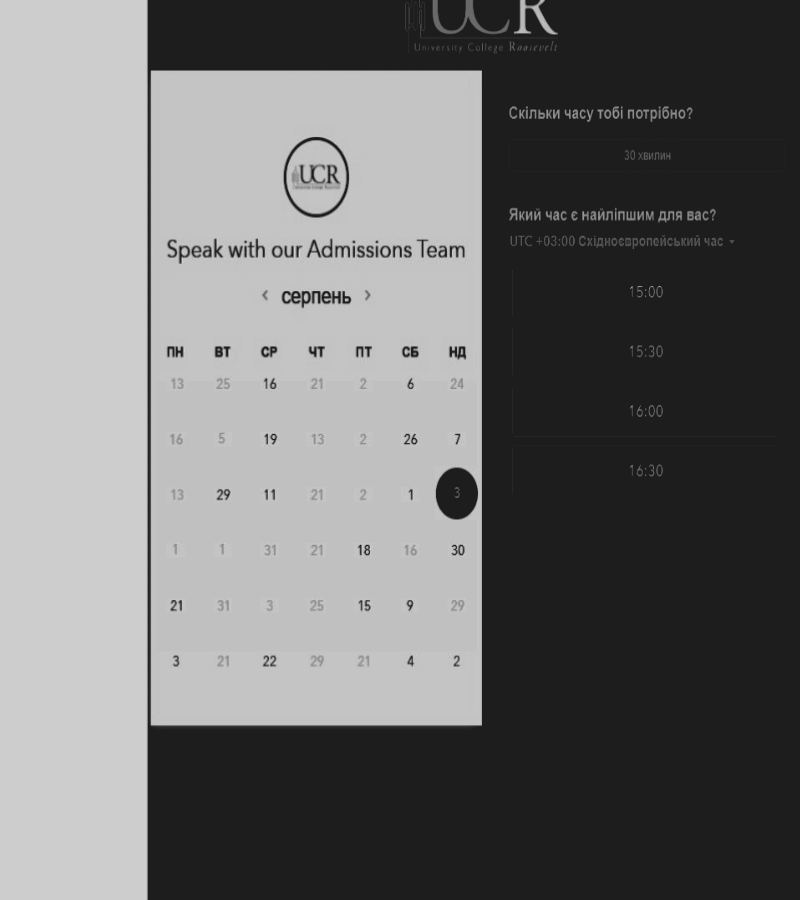 UCR
University College Roosevelt
UCR
Speak with our Admissions Team
‹ серпень ›
ПН ВТ СР ЧТ ПТ СБ НД
13 25 16 21 2 6 24
16 5 19 13 2 26 7
13 29 11 21 2 1 3
1 1 31 21 18 16 30
21 31 3 25 15 9 29
3 21 22 29 21 4 2
Скільки часу тобі потрібно?
30 хвилин
Який час є найліпшим для вас?
UTC +03:00 Східноєвропейський час
15:00
15:30
16:00
16:30